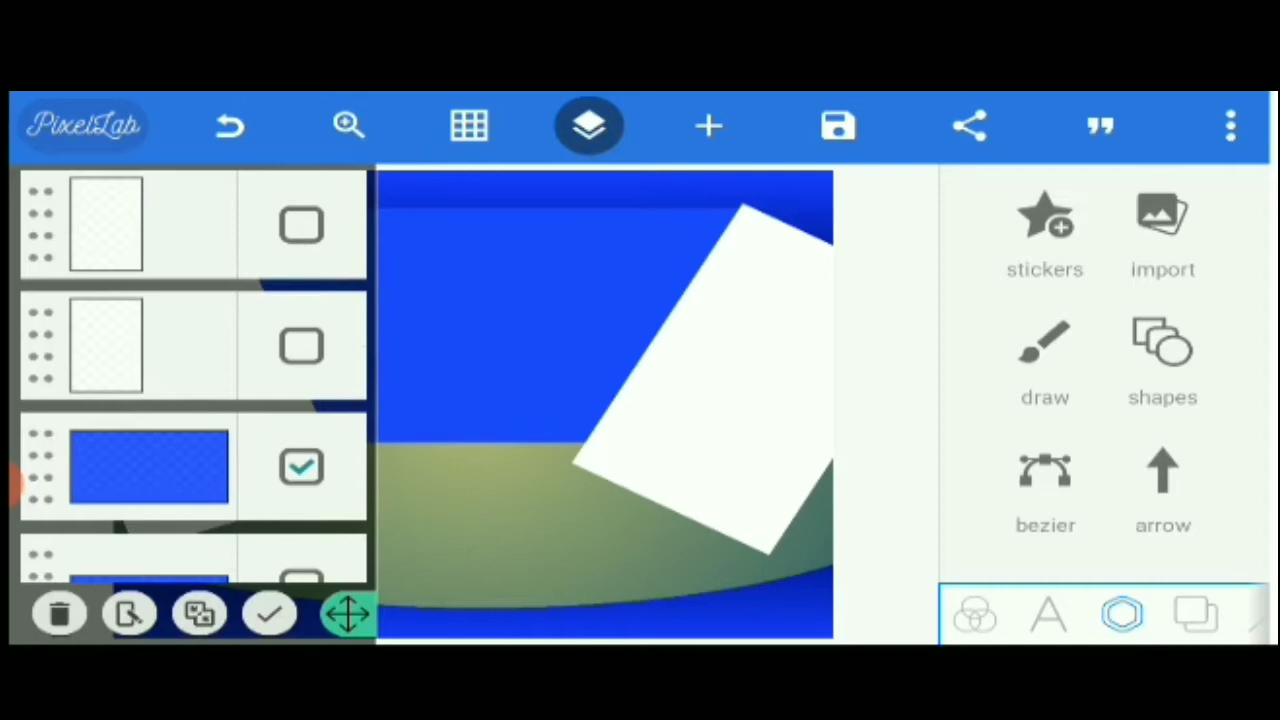 PixelLab
stickers
import
draw
shapes
bezier
arrow